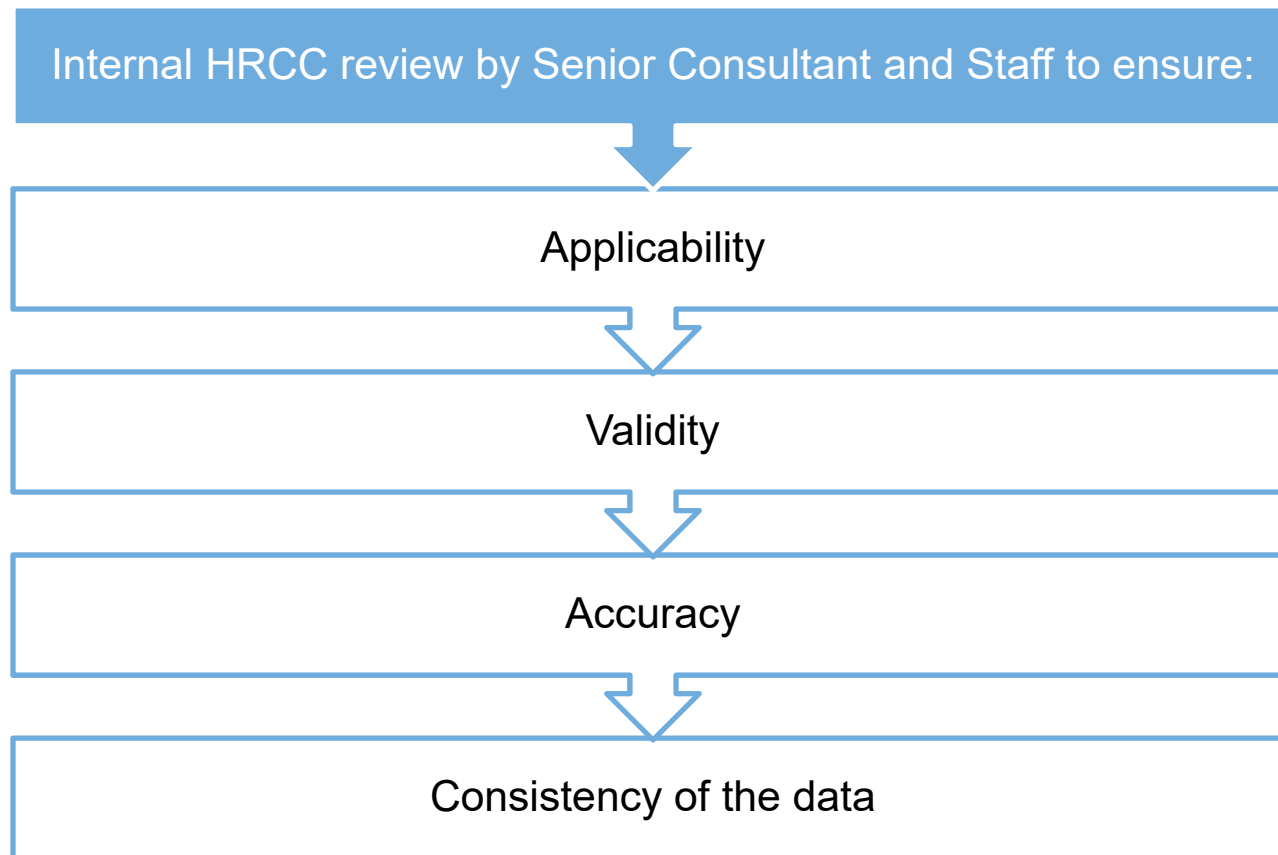 Internal HRCC review by Senior Consultant and Staff to ensure:
Applicability
Validity
Accuracy
Consistency of the data